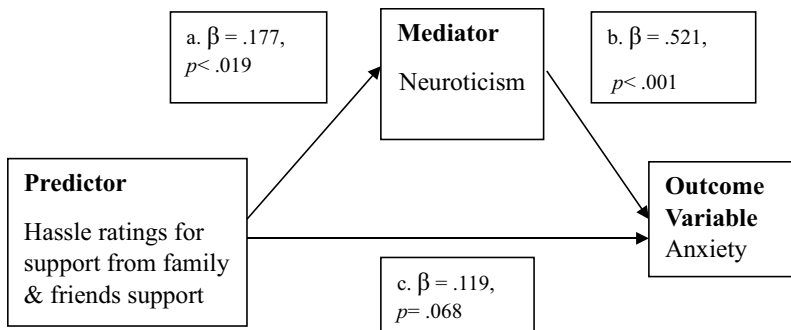 a. β = .177,
p< .019
Mediator
Neuroticism
b. β = .521,
p< .001
Predictor
Hassle ratings for
support from family
& friends support
Outcome
Variable
Anxiety
c. β = .119,
p= .068